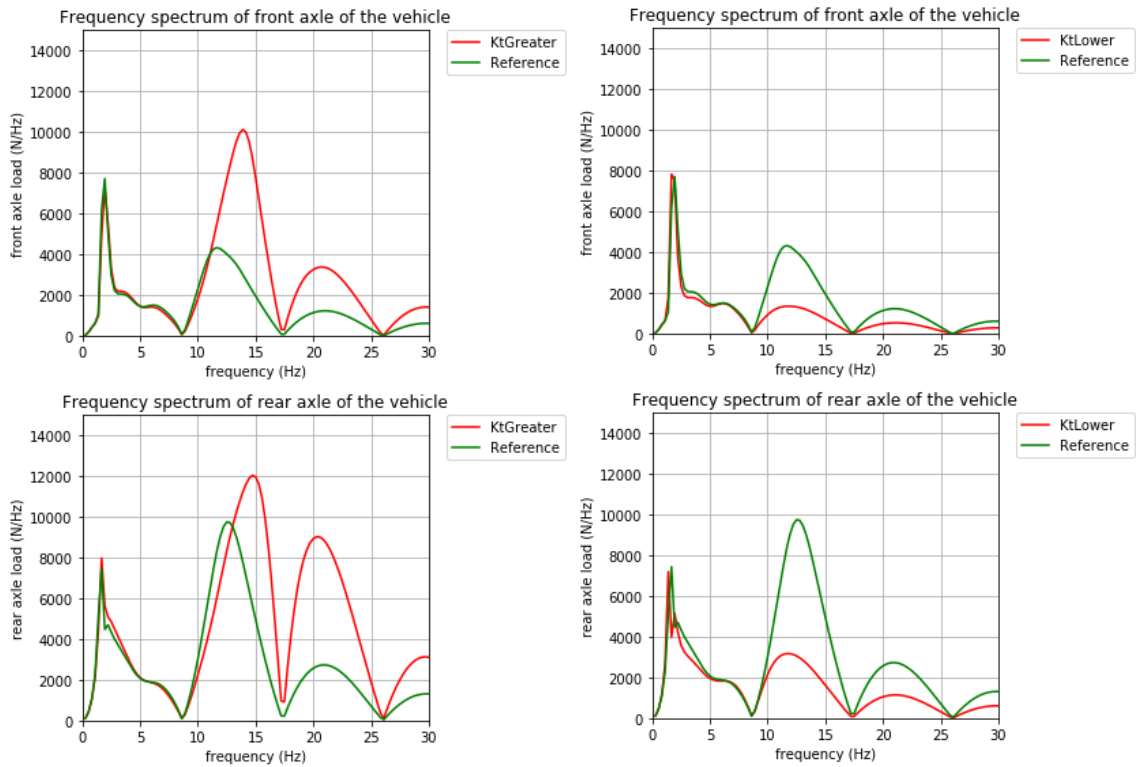 Frequency spectrum of front axle of the vehicle
KtGreater
Reference
14000
12000
10000
8000
6000
4000
2000
0
front axle load (N/Hz)
0 5 10 15 20 25 30
frequency (Hz)
Frequency spectrum of front axle of the vehicle
KtLower
Reference
14000
12000
10000
8000
6000
4000
2000
0
front axle load (N/Hz)
0 5 10 15 20 25 30
frequency (Hz)
Frequency spectrum of rear axle of the vehicle
KtGreater
Reference
14000
12000
10000
8000
6000
4000
2000
0
rear axle load (N/Hz)
0 5 10 15 20 25 30
frequency (Hz)
Frequency spectrum of rear axle of the vehicle
KtLower
Reference
14000
12000
10000
8000
6000
4000
2000
0
rear axle load (N/Hz)
0 5 10 15 20 25 30
frequency (Hz)